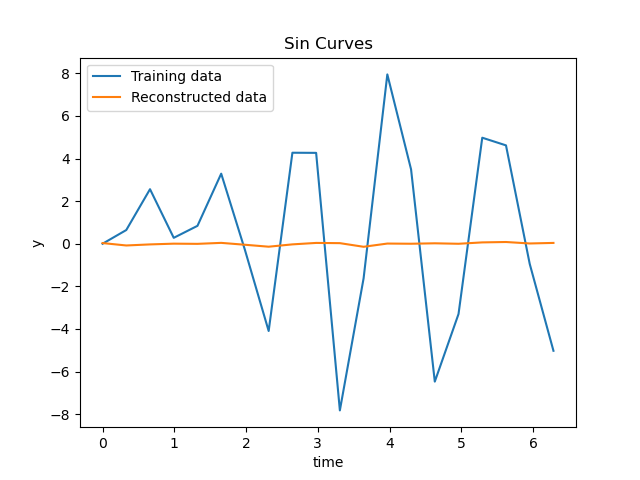 Sin Curves
Training data
Reconstructed data
8
6
4
2
0
−2
−4
−6
−8
y
0 1 2 3 4 5 6
time